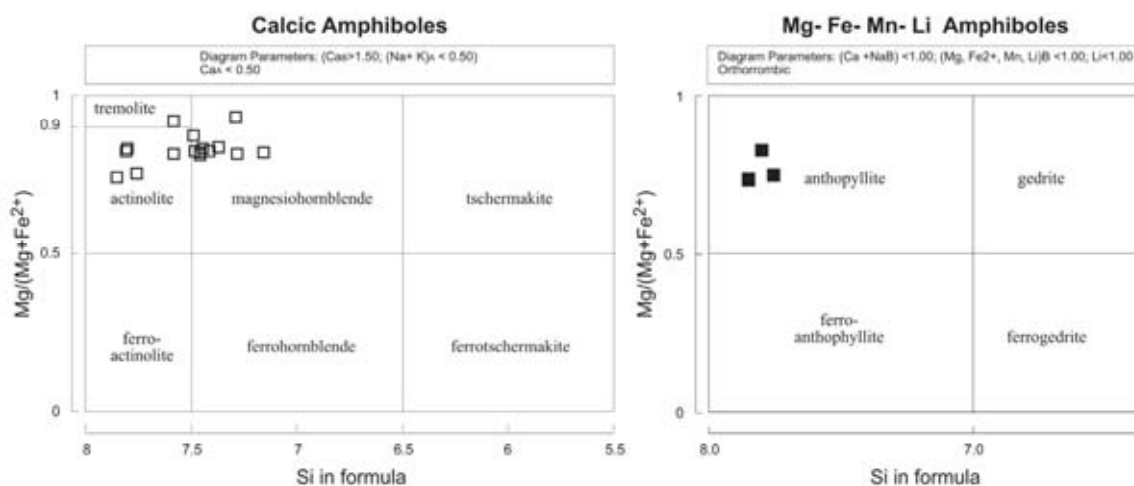 Calcic Amphiboles
Diagram Parameters: (CaB>1.50; (Na+ K)A < 0.50)
CaA < 0.50
Mg/(Mg+Fe2+)
1
0.9
0.5
0
tremolite
actinolite
magnesiohornblende
tschermakite
ferro-
actinolite
ferrohornblende
ferrotschermakite
8
7.5
7
6.5
6
5.5
Si in formula
Mg- Fe- Mn- Li Amphiboles
Diagram Parameters: (Ca +NaB) <1.00; (Mg, Fe2+, Mn, Li)B <1.00; Li<1.00
Orthorrombic
Mg/(Mg+Fe2+)
1
0.5
0
anthopyllite
gedrite
ferro-
anthophyllite
ferrogedrite
8.0
7.0
Si in formula